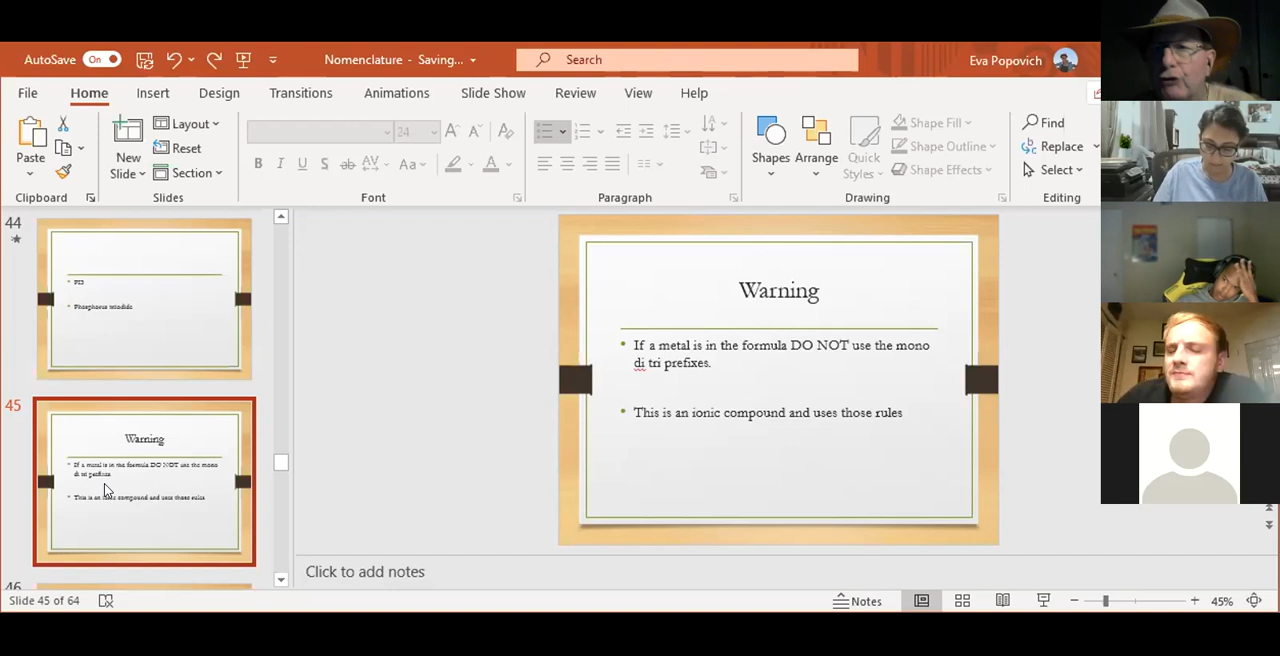 AutoSave On Nomenclature - Saving... Search Eva Popovich
File Home Insert Design Transitions Animations Slide Show Review View Help
Paste
New Slide
Layout
Reset
Section
24
B I U S ab AV Aa A
Shapes
Arrange
Quick Styles
Shape Fill
Shape Outline
Shape Effects
Find
Replace
Select
Clipboard Slides Font Paragraph Drawing Editing
44
45
Warning
If a metal is in the formula DO NOT use the mono
di tri prefixes.
This is an ionic compound and uses those rules
46
Warning
If a metal is in the formula DO NOT use the mono
di tri prefixes.
This is an ionic compound and uses those rules
Click to add notes
Slide 45 of 64 Notes 45%